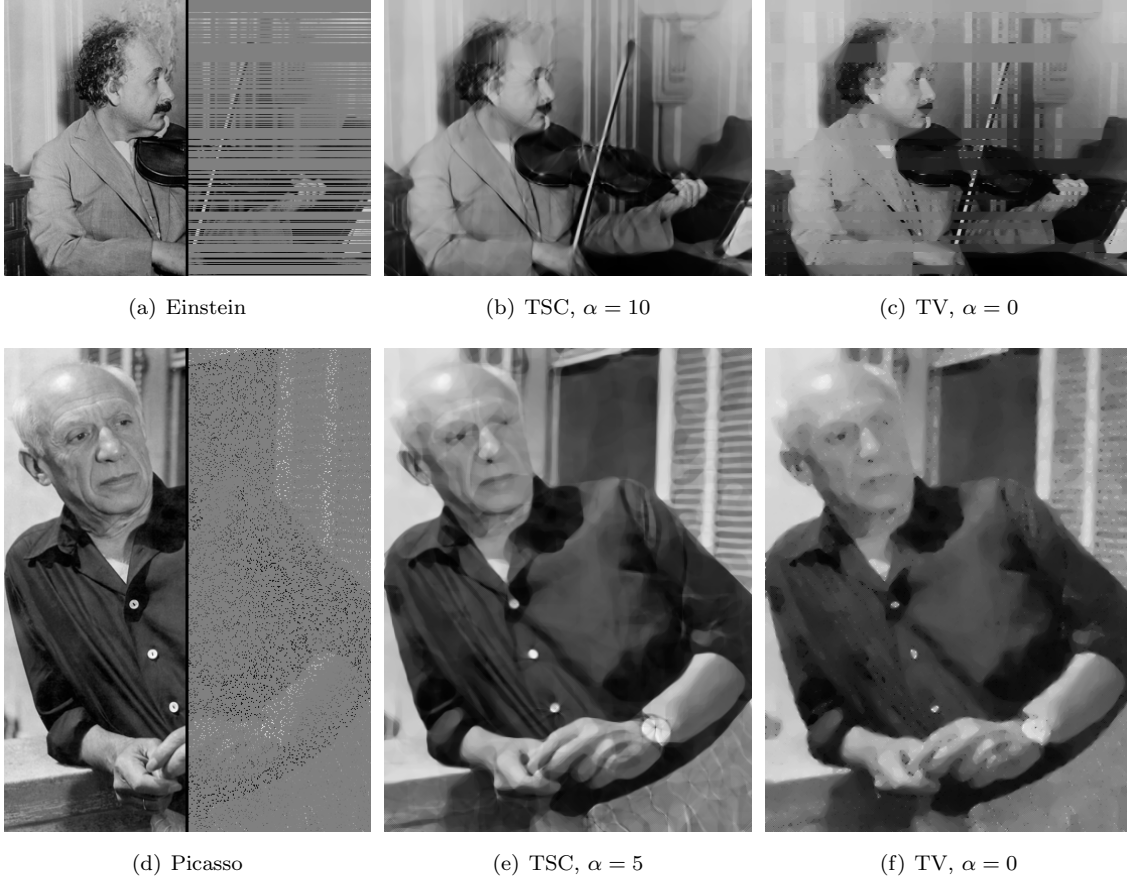 (a) Einstein
(b) TSC, α = 10
(c) TV, α = 0
(d) Picasso
(e) TSC, α = 5
(f) TV, α = 0